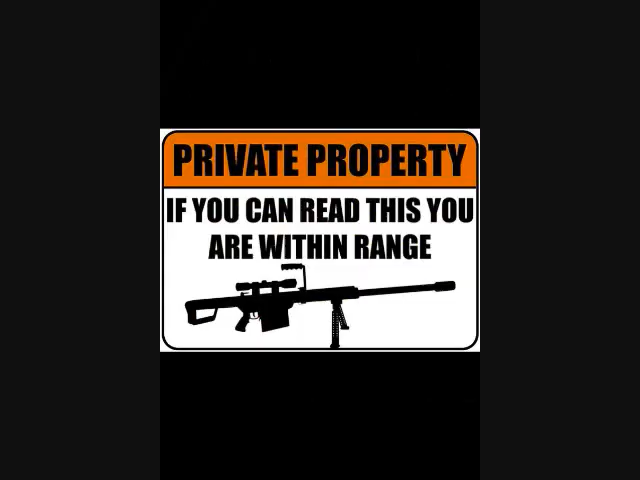 PRIVATE PROPERTY
IF YOU CAN READ THIS YOU
ARE WITHIN RANGE